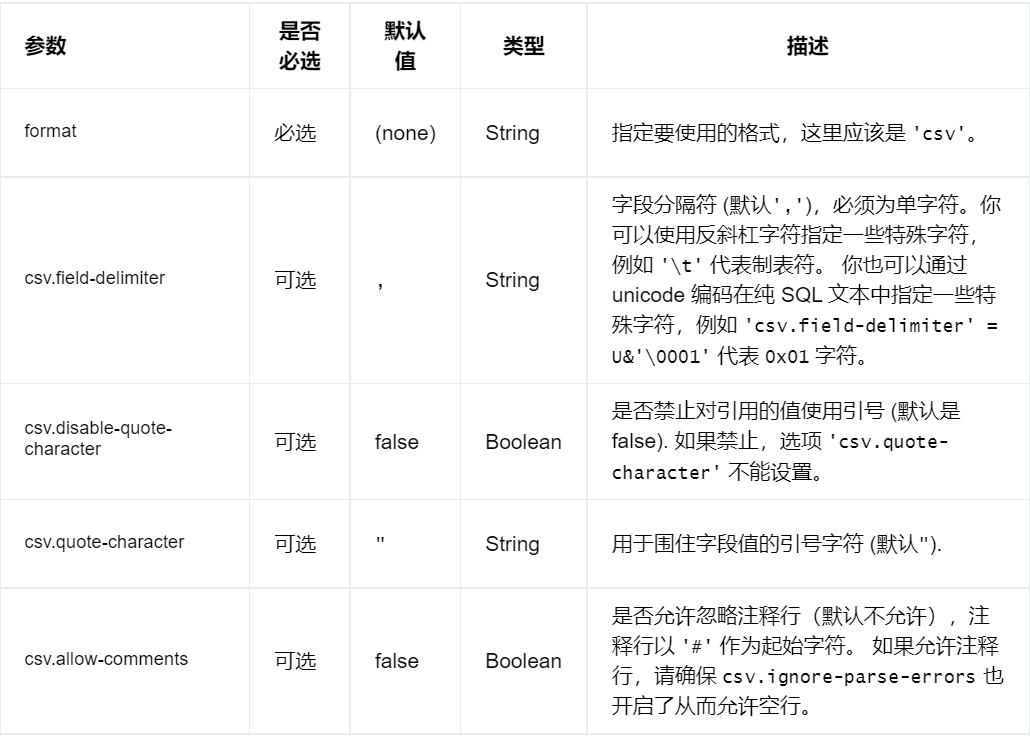 参数
是否
必选
默认
值
类型
描述
format
必选
(none)
String
指定要使用的格式，这里应该是 'csv'。
csv.field-delimiter
可选
,
String
字段分隔符 (默认',')，必须为单字符。你
可以使用反斜杠字符指定一些特殊字符，
例如 '\t' 代表制表符。 你也可以通过
unicode 编码在纯 SQL 文本中指定一些特
殊字符，例如 'csv.field-delimiter' =
U&'\0001' 代表 0x01 字符。
csv.disable-quote-
character
可选
false
Boolean
是否禁止对引用的值使用引号 (默认是
false). 如果禁止，选项 'csv.quote-
character' 不能设置。
csv.quote-character
可选
"
String
用于围住字段值的引号字符 (默认").
csv.allow-comments
可选
false
Boolean
是否允许忽略注释行（默认不允许），注
释行以 '#' 作为起始字符。 如果允许注释
行，请确保 csv.ignore-parse-errors 也
开启了从而允许空行。